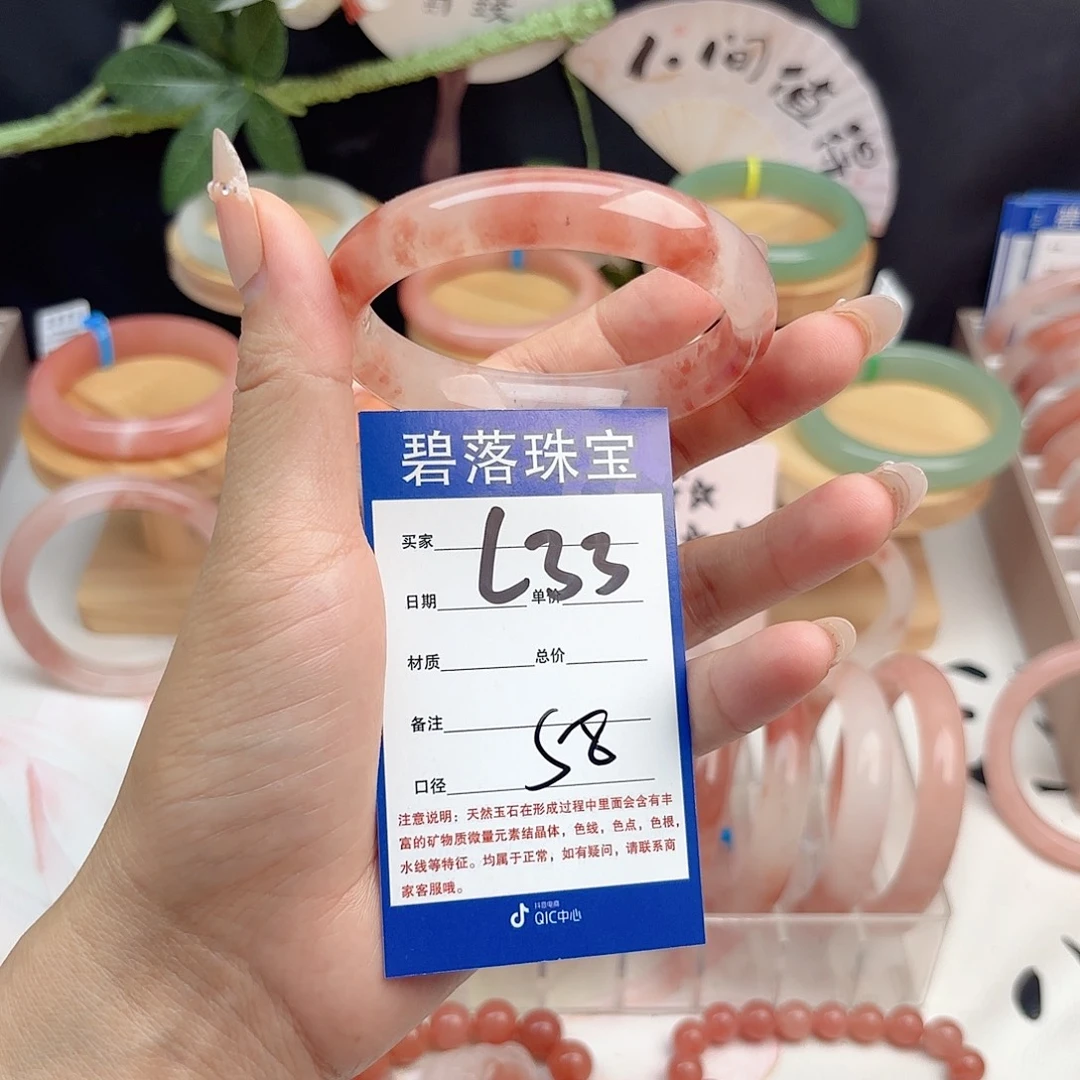 人间值得
碧落珠宝
买家 L33
日期 单价
材质 总价
备注
口径 58
注意说明：天然玉石在形成过程中里面会含有丰
富的矿物质微量元素结晶体，色线，色点，色根，
水线等特征。均属于正常，如有疑问，请联系商
家客服哦。
抖音电商
QIC中心